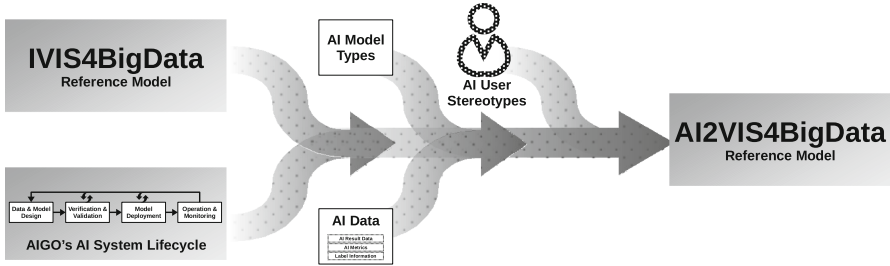 IVIS4BigData
Reference Model
AI Model
Types
AI User
Stereotypes
AI2VIS4BigData
Reference Model
Data & Model
Design
Verification &
Validation
Model
Deployment
Operation &
Monitoring
AIGO's AI System Lifecycle
AI Data
AI Result Data
AI Metrics
Label Information